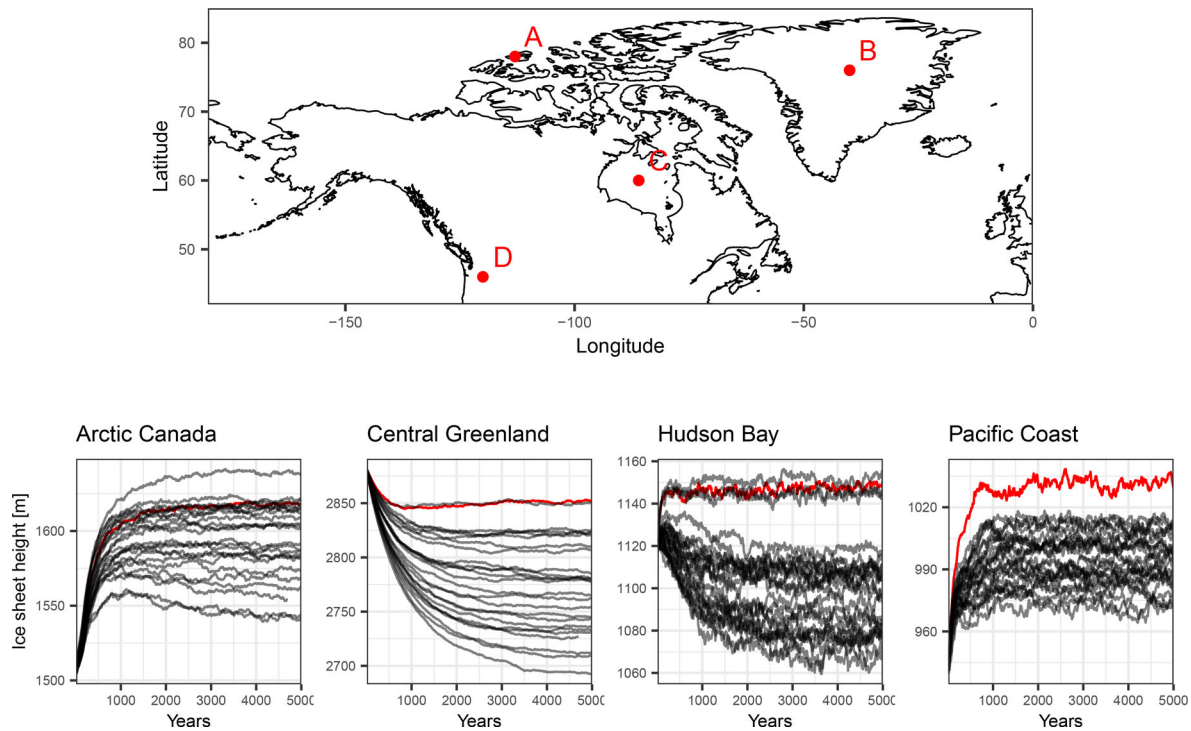 A
B
C
D
80
70
60
50
Latitude
−150
−100
−50
0
Longitude
Arctic Canada
Central Greenland
Hudson Bay
Pacific Coast
Ice sheet height [m]
1600
1550
1500
1000 2000 3000 4000 500
Years
2850
2800
2750
2700
1000 2000 3000 4000 500
Years
1160
1140
1120
1100
1080
1060
1000 2000 3000 4000 500
Years
1020
990
960
1000 2000 3000 4000 5000
Years